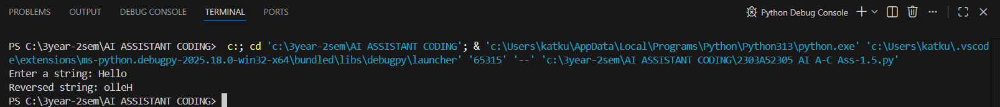 PROBLEMS OUTPUT DEBUG CONSOLE TERMINAL PORTS Python Debug Console
PS C:\3year-2sem\AI ASSISTANT CODING>  c:; cd 'c:\3year-2sem\AI ASSISTANT CODING'; & 'c:\Users\katku\AppData\Local\Programs\Python\Python313\python.exe' 'c:\Users\katku\.vscod
e\extensions\ms-python.debugpy-2025.18.0-win32-x64\bundled\libs\debugpy\launcher' '65315' '--' 'c:\3year-2sem\AI ASSISTANT CODING\2303A52305 AI A-C Ass-1.5.py'
Enter a string: Hello
Reversed string: olleH
PS C:\3year-2sem\AI ASSISTANT CODING>